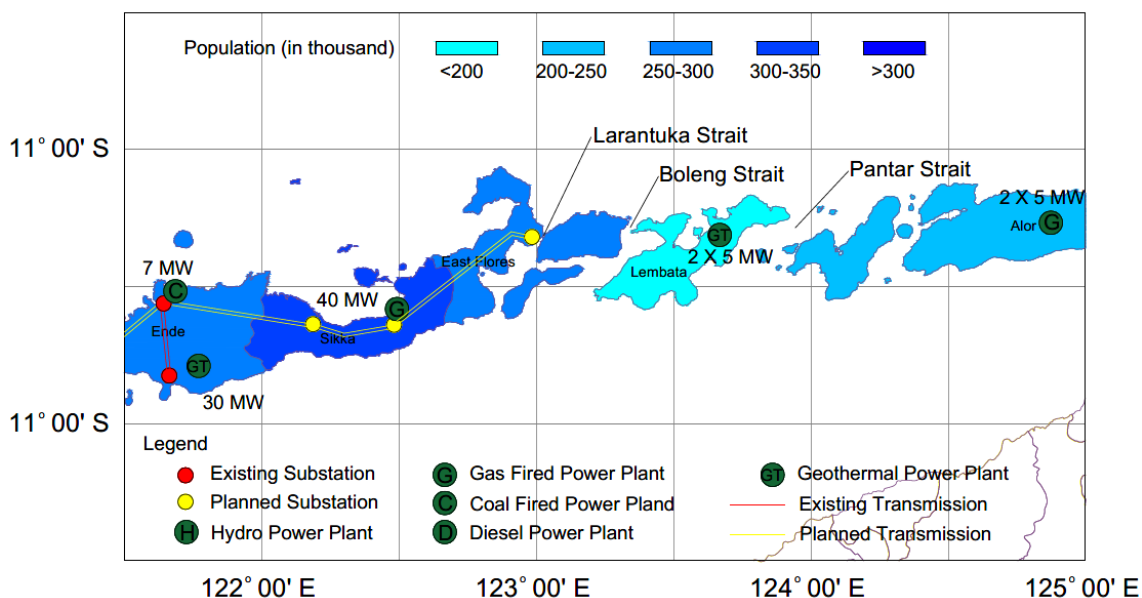 Population (in thousand)
<200 200-250 250-300 300-350 >300
11° 00' S
Larantuka Strait
Boleng Strait
Pantar Strait
2 X 5 MW
Alor G
GT
2 X 5 MW
Lembata
East Flores
7 MW
C
40 MW
G
Ende
Sikka
GT
30 MW
11° 00' S
Legend
Existing Substation
Planned Substation
H Hydro Power Plant
G Gas Fired Power Plant
C Coal Fired Power Pland
D Diesel Power Plant
GT Geothermal Power Plant
Existing Transmission
Planned Transmission
122° 00' E 123° 00' E 124° 00' E 125° 00' E